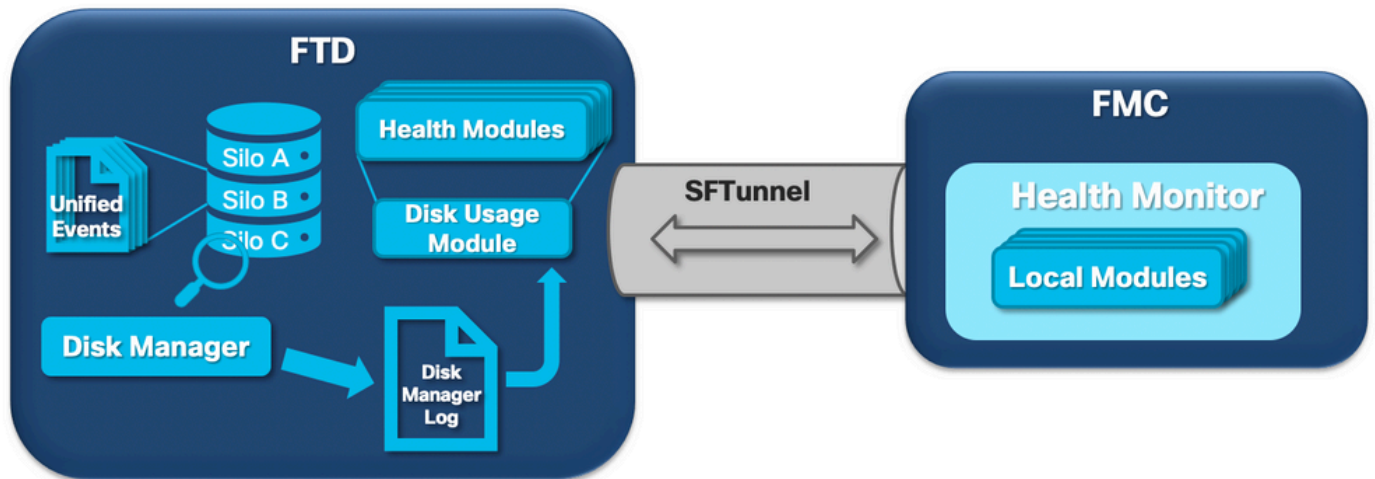 FTD
Health Modules
Silo A
Silo B
Silo C
Unified
Events
Disk Usage
Module
Disk Manager
Disk
Manager
Log
SFTunnel
FMC
Health Monitor
Local Modules